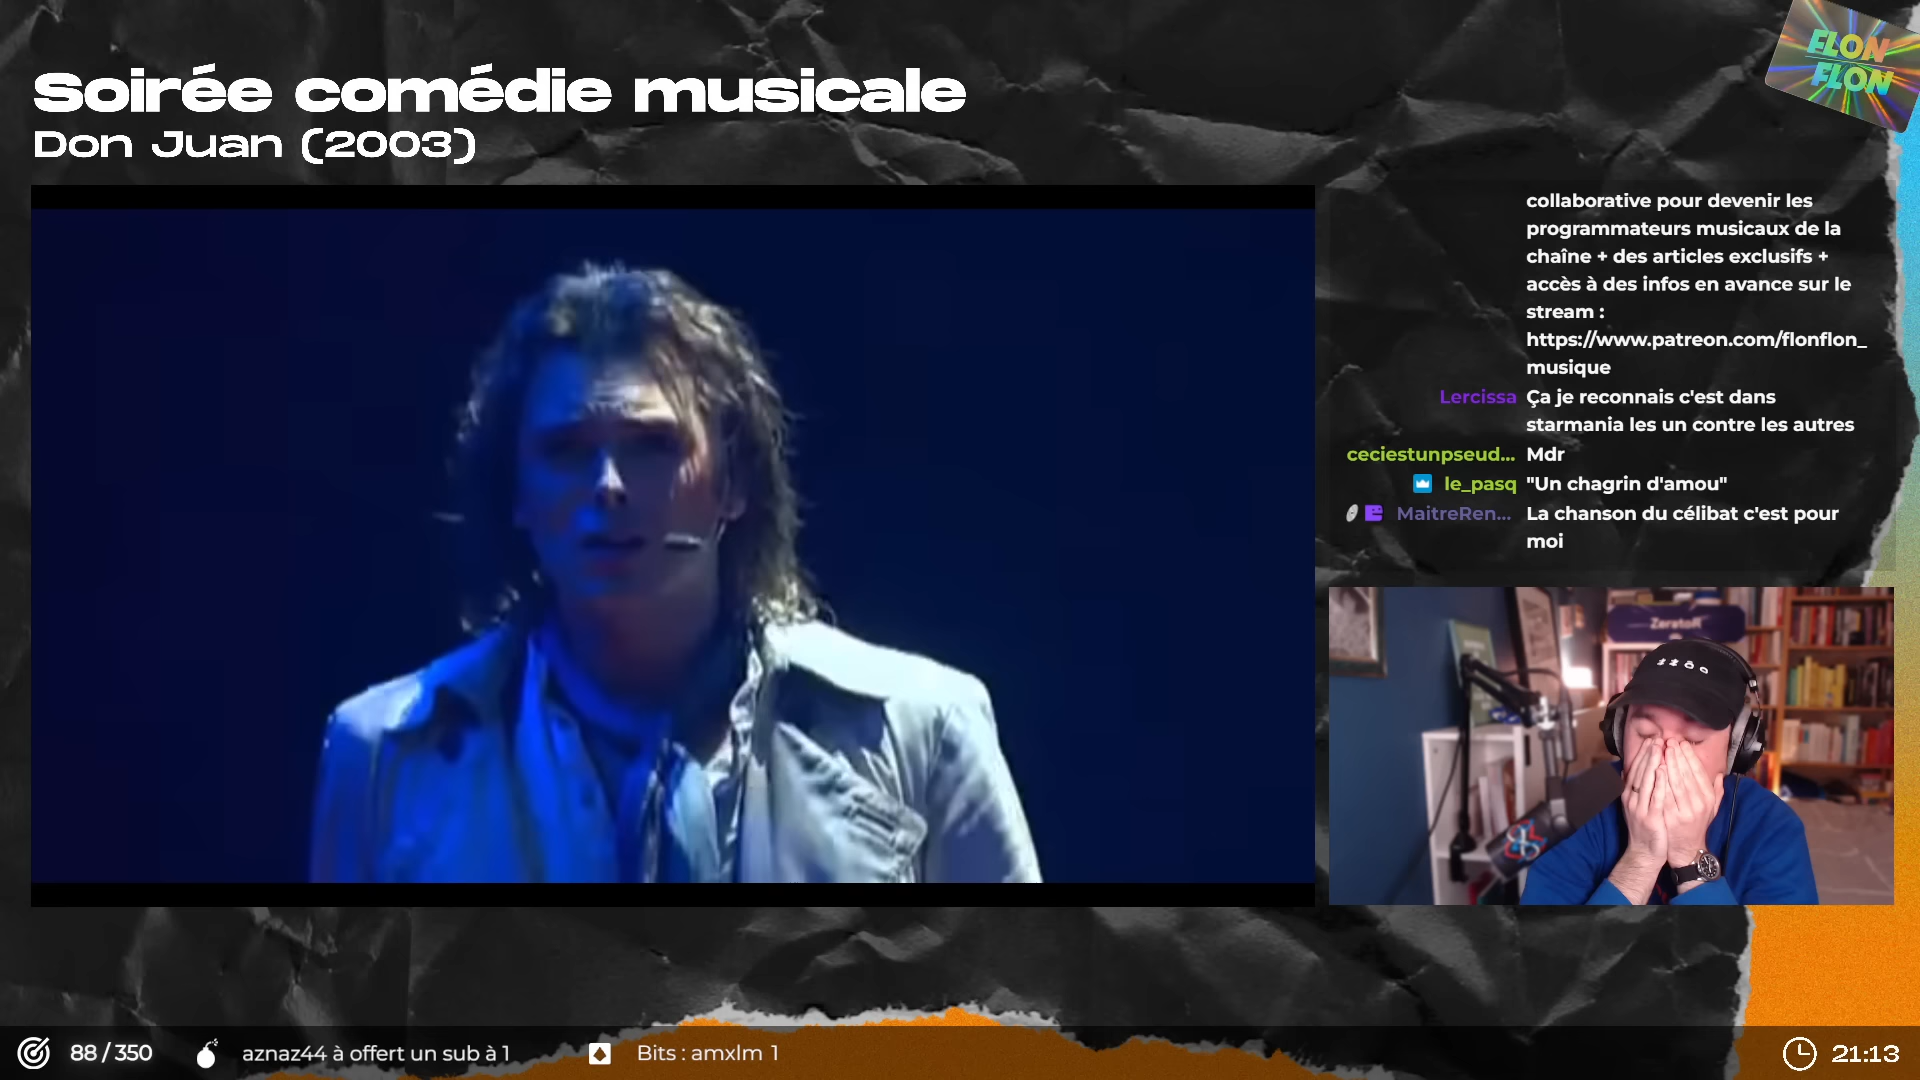 Soirée comédie musicale
Don Juan (2003)
FLON
FLON
collaborative pour devenir les
programmateurs musicaux de la
chaîne + des articles exclusifs +
accès à des infos en avance sur le
stream :
https://www.patreon.com/flonflon_
musique
Lercissa Ça je reconnais c'est dans
starmania les un contre les autres
ceciestunpseud... Mdr
le_pasq "Un chagrin d'amou"
MaitreRen... La chanson du célibat c'est pour
moi
ZeratoR
88 / 350
aznaz44 à offert un sub à 1
Bits : amxlm 1
21:13